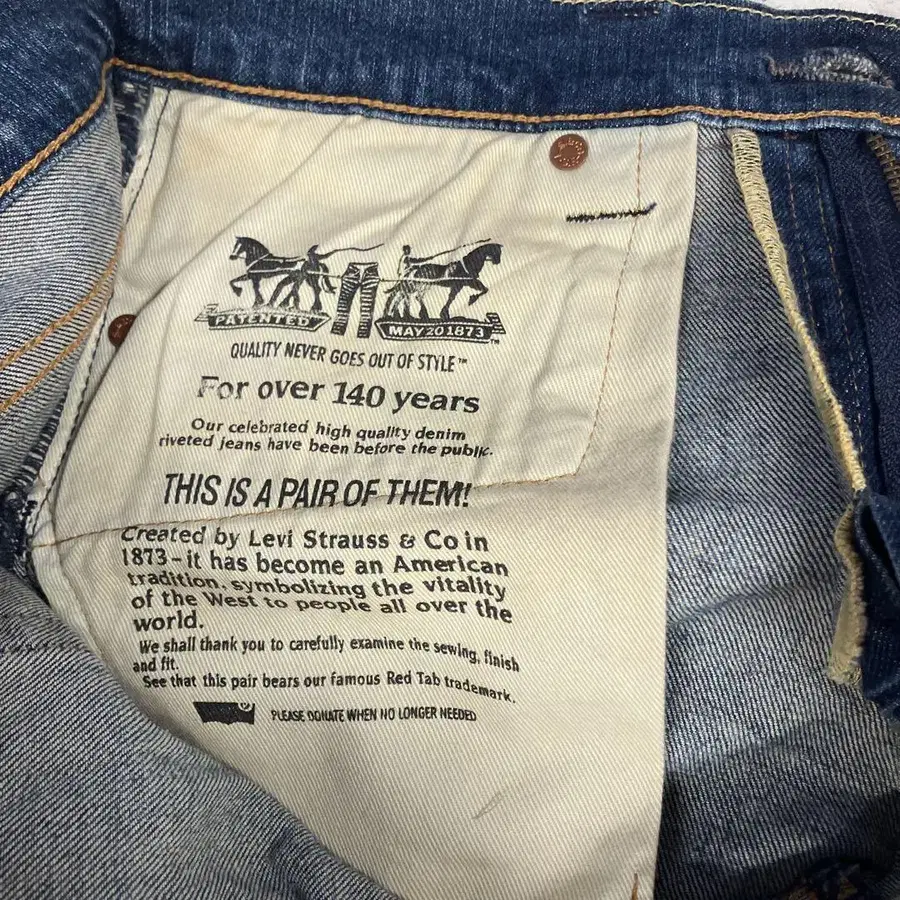 PATENTED
MAY 20 1873
QUALITY NEVER GOES OUT OF STYLE™
For over 140 years
Our celebrated high quality denim
riveted jeans have been before the public.
THIS IS A PAIR OF THEM!
Created by Levi Strauss & Co in
1873-it has become an American
tradition, symbolizing the vitality
of the West to people all over the
world.
We shall thank you to carefully examine the sewing, finish
and fit.
See that this pair bears our famous Red Tab trademark.
® PLEASE DONATE WHEN NO LONGER NEEDED